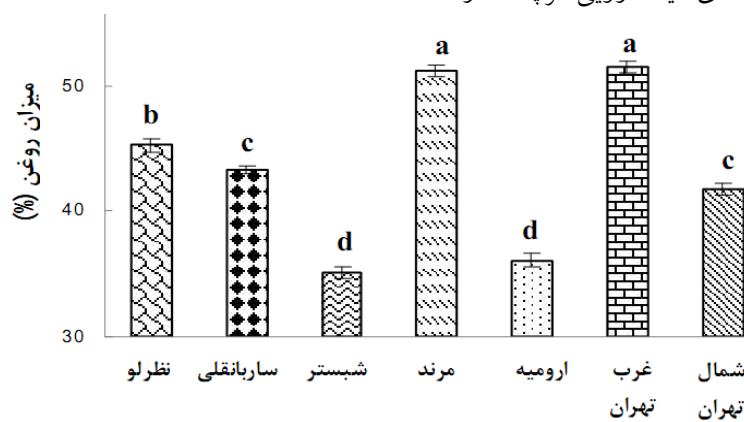 میزان روغن (%)
50
40
30
b
c
d
a
d
a
c
نظرلو
ساربانقلی
شبستر
مرند
ارومیه
غرب
تهران
شمال
تهران